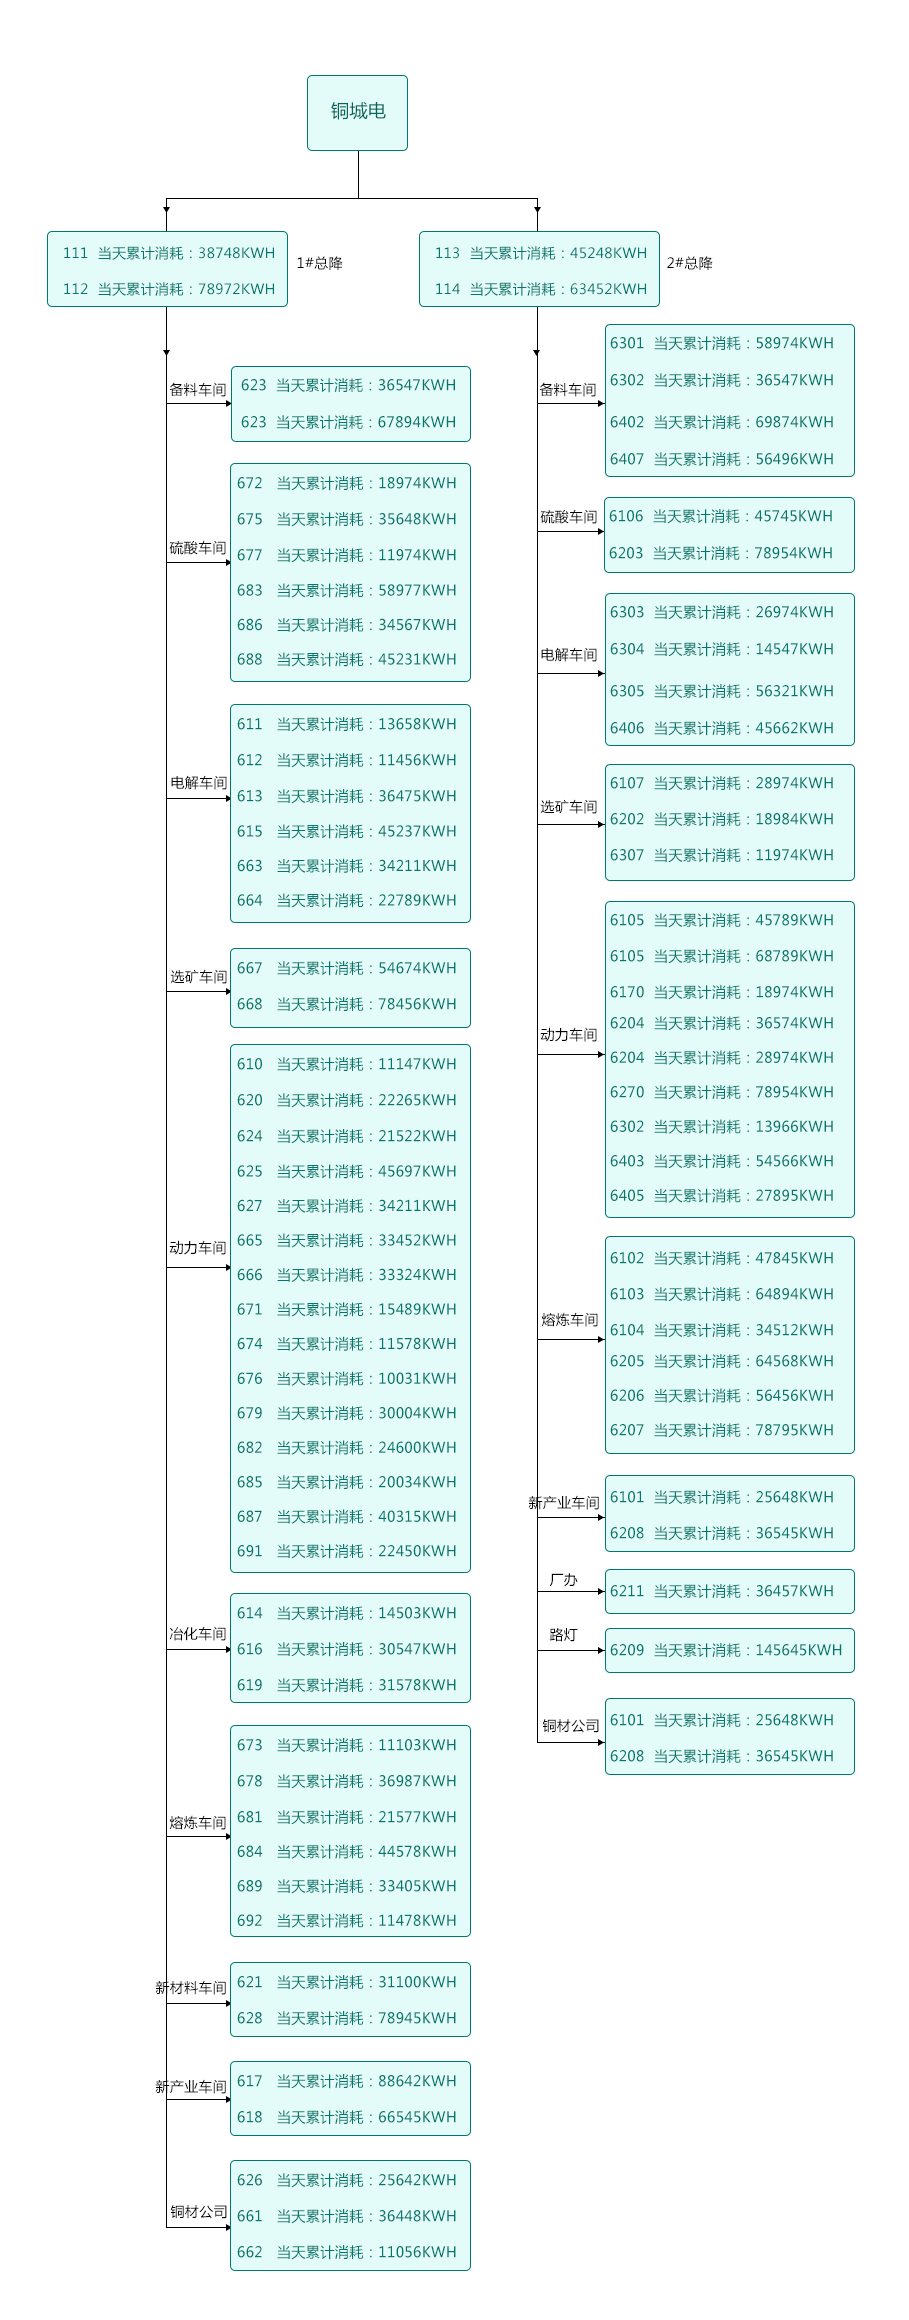 铜城电
111 当天累计消耗：38748KWH
112 当天累计消耗：78972KWH
1#总降
113 当天累计消耗：45248KWH
114 当天累计消耗：63452KWH
2#总降
备料车间
623 当天累计消耗：36547KWH
623 当天累计消耗：67894KWH
硫酸车间
672 当天累计消耗：18974KWH
675 当天累计消耗：35648KWH
677 当天累计消耗：11974KWH
683 当天累计消耗：58977KWH
686 当天累计消耗：34567KWH
688 当天累计消耗：45231KWH
电解车间
611 当天累计消耗：13658KWH
612 当天累计消耗：11456KWH
613 当天累计消耗：36475KWH
615 当天累计消耗：45237KWH
663 当天累计消耗：34211KWH
664 当天累计消耗：22789KWH
选矿车间
667 当天累计消耗：54674KWH
668 当天累计消耗：78456KWH
动力车间
610 当天累计消耗：11147KWH
620 当天累计消耗：22265KWH
624 当天累计消耗：21522KWH
625 当天累计消耗：45697KWH
627 当天累计消耗：34211KWH
665 当天累计消耗：33452KWH
666 当天累计消耗：33324KWH
671 当天累计消耗：15489KWH
674 当天累计消耗：11578KWH
676 当天累计消耗：10031KWH
679 当天累计消耗：30004KWH
682 当天累计消耗：24600KWH
685 当天累计消耗：20034KWH
687 当天累计消耗：40315KWH
691 当天累计消耗：22450KWH
冶化车间
614 当天累计消耗：14503KWH
616 当天累计消耗：30547KWH
619 当天累计消耗：31578KWH
熔炼车间
673 当天累计消耗：11103KWH
678 当天累计消耗：36987KWH
681 当天累计消耗：21577KWH
684 当天累计消耗：44578KWH
689 当天累计消耗：33405KWH
692 当天累计消耗：11478KWH
新材料车间
621 当天累计消耗：31100KWH
628 当天累计消耗：78945KWH
新产业车间
617 当天累计消耗：88642KWH
618 当天累计消耗：66545KWH
铜材公司
626 当天累计消耗：25642KWH
661 当天累计消耗：36448KWH
662 当天累计消耗：11056KWH
备料车间
6301 当天累计消耗：58974KWH
6302 当天累计消耗：36547KWH
6402 当天累计消耗：69874KWH
6407 当天累计消耗：56496KWH
硫酸车间
6106 当天累计消耗：45745KWH
6203 当天累计消耗：78954KWH
电解车间
6303 当天累计消耗：26974KWH
6304 当天累计消耗：14547KWH
6305 当天累计消耗：56321KWH
6406 当天累计消耗：45662KWH
选矿车间
6107 当天累计消耗：28974KWH
6202 当天累计消耗：18984KWH
6307 当天累计消耗：11974KWH
动力车间
6105 当天累计消耗：45789KWH
6105 当天累计消耗：68789KWH
6170 当天累计消耗：18974KWH
6204 当天累计消耗：36574KWH
6204 当天累计消耗：28974KWH
6270 当天累计消耗：78954KWH
6302 当天累计消耗：13966KWH
6403 当天累计消耗：54566KWH
6405 当天累计消耗：27895KWH
熔炼车间
6102 当天累计消耗：47845KWH
6103 当天累计消耗：64894KWH
6104 当天累计消耗：34512KWH
6205 当天累计消耗：64568KWH
6206 当天累计消耗：56456KWH
6207 当天累计消耗：78795KWH
新产业车间
6101 当天累计消耗：25648KWH
6208 当天累计消耗：36545KWH
厂办
6211 当天累计消耗：36457KWH
路灯
6209 当天累计消耗：145645KWH
铜材公司
6101 当天累计消耗：25648KWH
6208 当天累计消耗：36545KWH